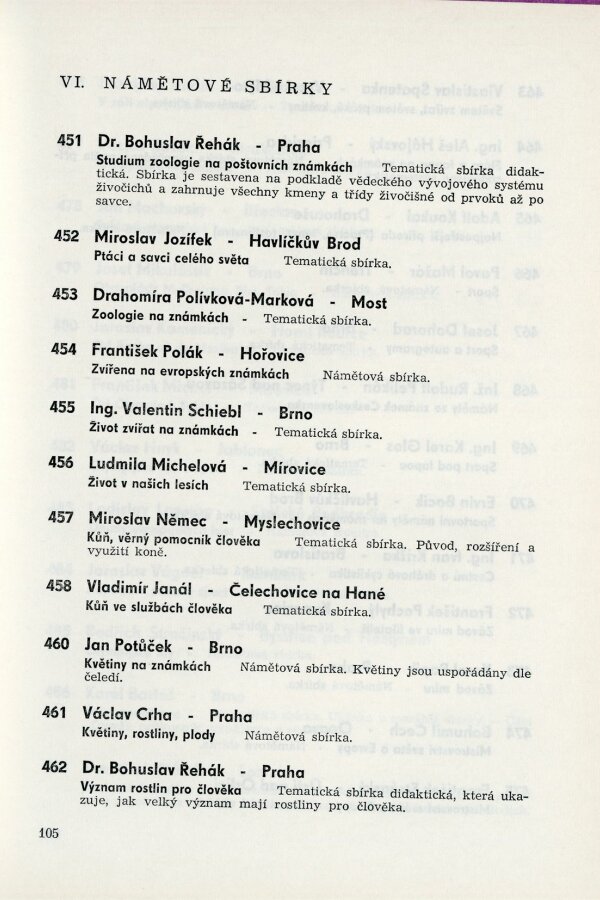 VI. NÁMĚTOVÉ SBÍRKY
451 Dr. Bohuslav Řehák - Praha
Studium zoologie na poštovních známkách Tematická sbírka didak-
tická. Sbírka je sestavena na podkladě vědeckého vývojového systému
živočichů a zahrnuje všechny kmeny a třídy živočišné od prvoků až po
savce.
452 Miroslav Jozífek - Havlíčkův Brod
Ptáci a savci celého světa Tematická sbírka.
453 Drahomíra Polívková-Marková - Most
Zoologie na známkách - Tematická sbírka.
454 František Polák - Hořovice
Zvířena na evropských známkách Námětová sbírka.
455 Ing. Valentin Schiebl - Brno
Život zvířat na známkách - Tematická sbírka.
456 Ludmila Michelová - Mírovice
Život v našich lesích Tematická sbírka.
457 Miroslav Němec - Myslechovice
Kůň, věrný pomocník člověka Tematická sbírka. Původ, rozšíření a
využití koně.
458 Vladimír Janál - Čelechovice na Hané
Kůň ve službách člověka Tematická sbírka.
460 Jan Potůček - Brno
Květiny na známkách Námětová sbírka. Květiny jsou uspořádány dle
čeledí.
461 Václav Crha - Praha
Květiny, rostliny, plody Námětová sbírka.
462 Dr. Bohuslav Řehák - Praha
Význam rostlin pro člověka Tematická sbírka didaktická, která uka-
zuje, jak velký význam mají rostliny pro člověka.
105